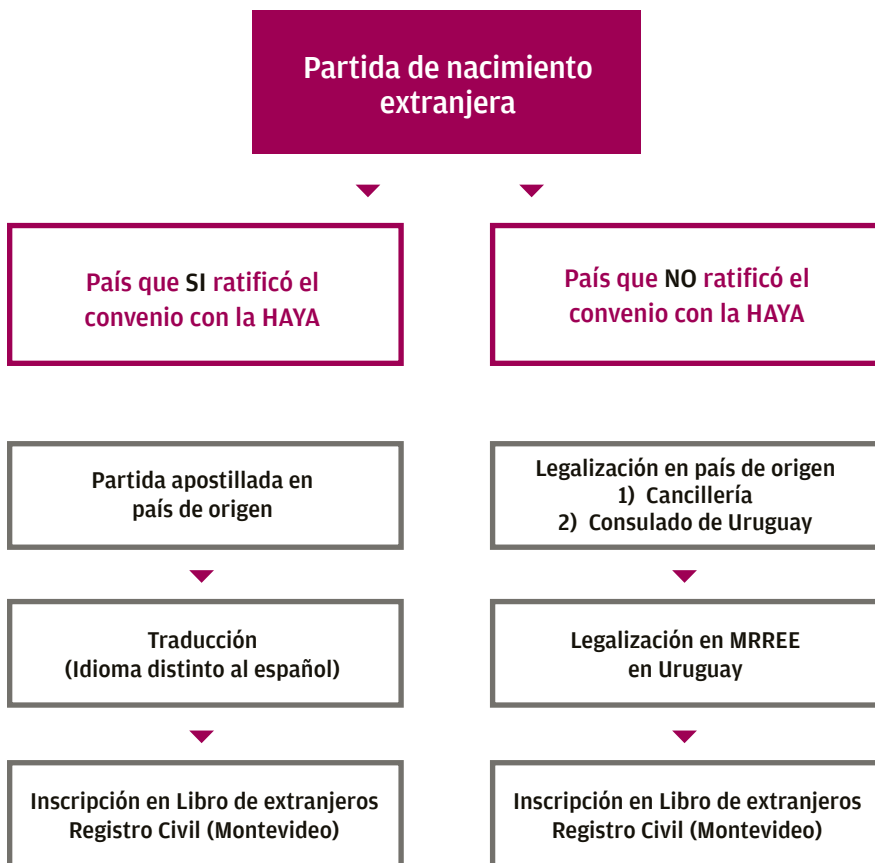 Partida de nacimiento
extranjera
País que SI ratificó el
convenio con la HAYA
País que NO ratificó el
convenio con la HAYA
Partida apostillada en
país de origen
Legalización en país de origen
1) Cancillería
2) Consulado de Uruguay
Traducción
(Idioma distinto al español)
Legalización en MRREE
en Uruguay
Inscripción en Libro de extranjeros
Registro Civil (Montevideo)
Inscripción en Libro de extranjeros
Registro Civil (Montevideo)